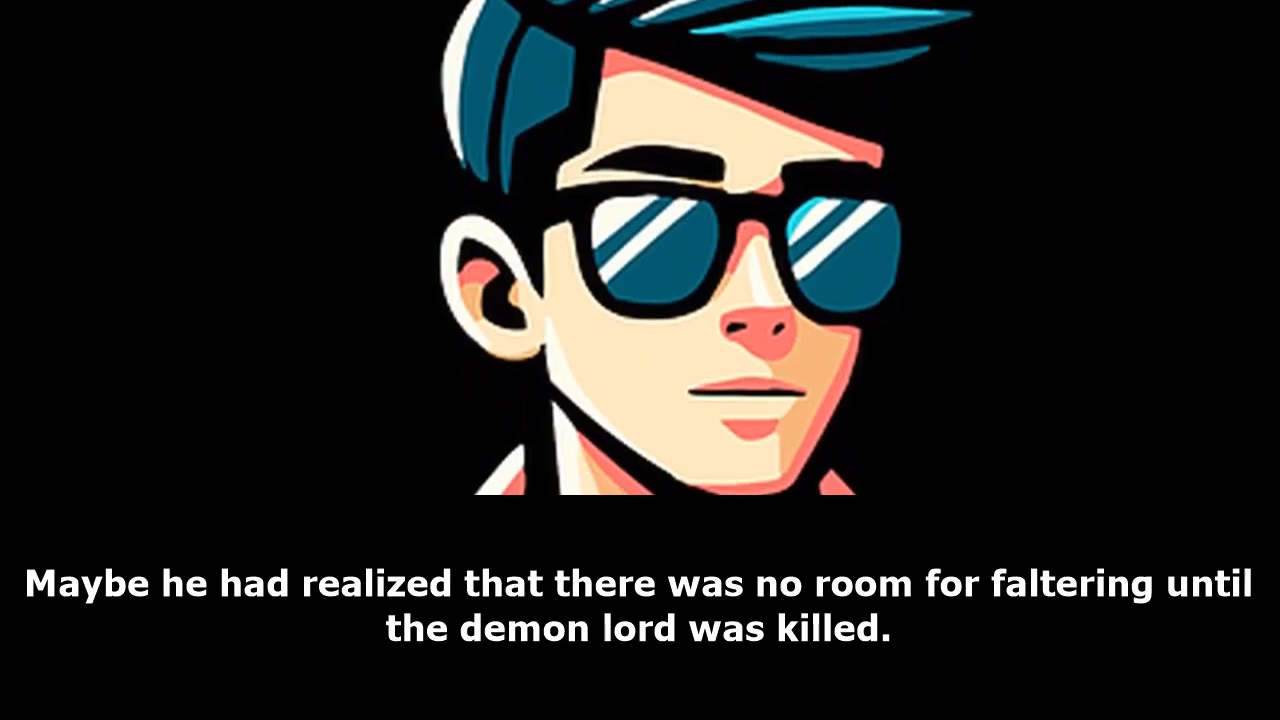 Maybe he had realized that there was no room for faltering until
the demon lord was killed.